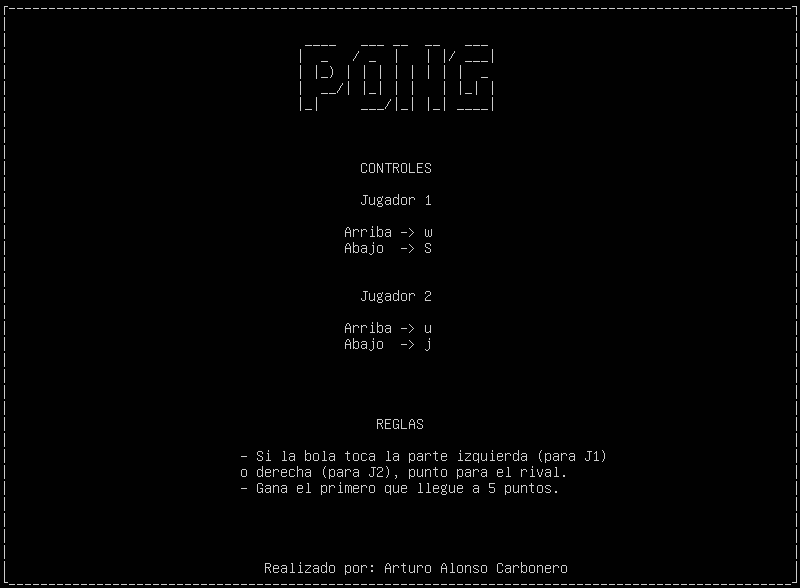 PONG
CONTROLES
Jugador 1
Arriba -> w
Abajo -> S
Jugador 2
Arriba -> u
Abajo -> j
REGLAS
- Si la bola toca la parte izquierda (para J1)
o derecha (para J2), punto para el rival.
- Gana el primero que llegue a 5 puntos.
Realizado por: Arturo Alonso Carbonero